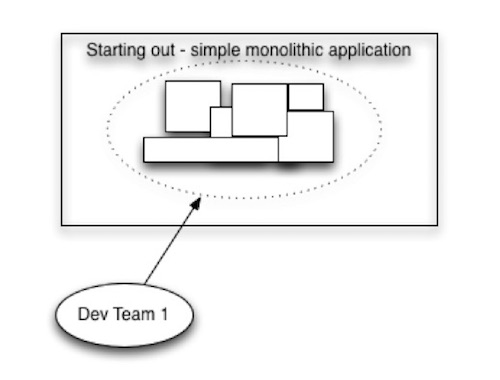 Starting out - simple monolithic application
Dev Team 1